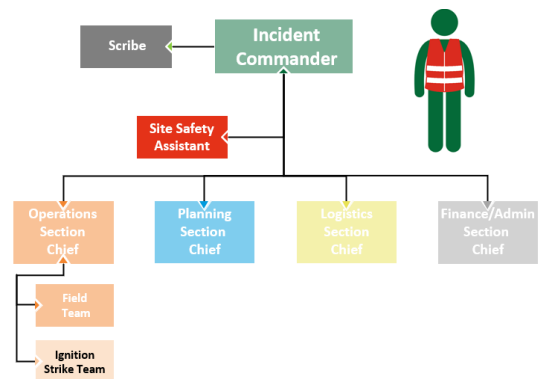 Scribe
Incident
Commander
Site Safety
Assistant
Operations
Section
Chief
Planning
Section
Chief
Logistics
Section
Chief
Finance/Admin
Section
Chief
Field
Team
Ignition
Strike Team